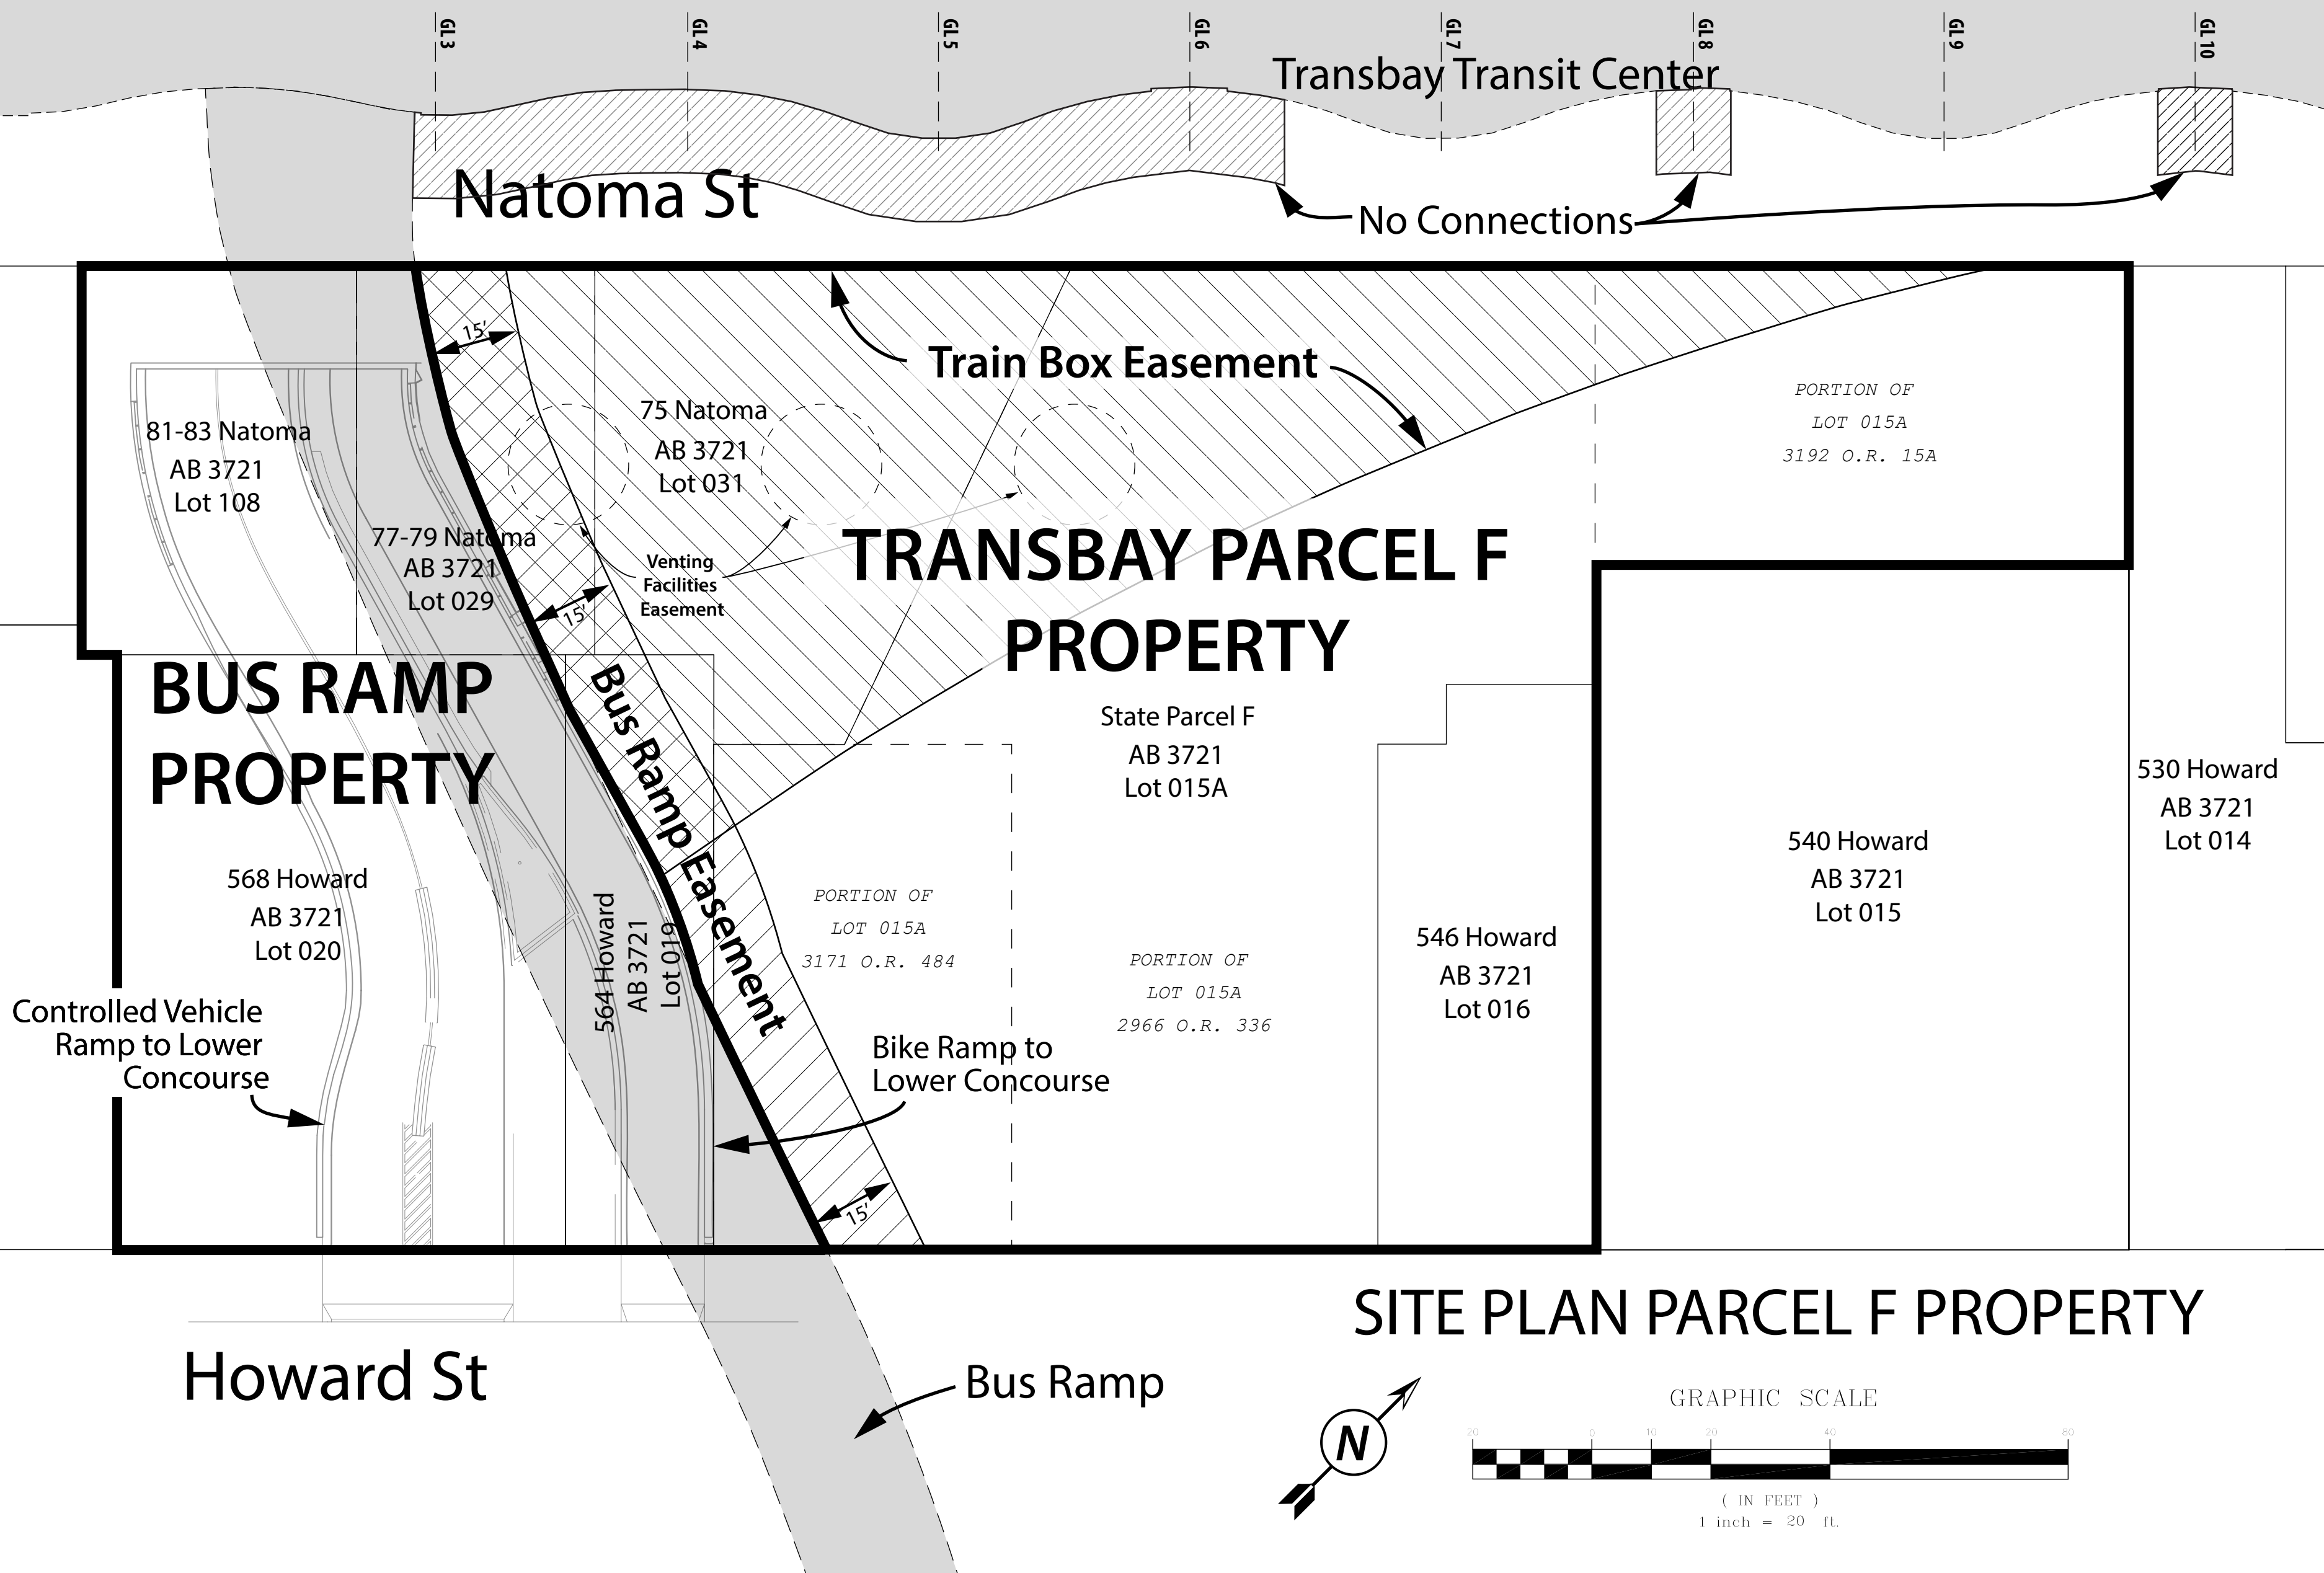 GL3
GL4
GL5
GL6
GL7
GL8
GL9
GL10
Transbay Transit Center
Natoma St
No Connections
15'
Train Box Easement
PORTION OF
LOT 015A
3192 O.R. 15A
75 Natoma
AB 3721
Lot 031
81-83 Natoma
AB 3721
Lot 108
77-79 Natoma
AB 3721
Lot 029
Venting
Facilities
Easement
TRANSBAY PARCEL F
PROPERTY
15'
BUS RAMP
PROPERTY
Bus Ramp Easement
State Parcel F
AB 3721
Lot 015A
530 Howard
AB 3721
Lot 014
540 Howard
AB 3721
Lot 015
568 Howard
AB 3721
Lot 020
564 Howard
AB 3721
Lot 019
PORTION OF
LOT 015A
3171 O.R. 484
PORTION OF
LOT 015A
2966 O.R. 336
546 Howard
AB 3721
Lot 016
Controlled Vehicle
Ramp to Lower
Concourse
Bike Ramp to
Lower Concourse
15'
SITE PLAN PARCEL F PROPERTY
Howard St
Bus Ramp
N
GRAPHIC SCALE
20 0 10 20 40 80
( IN FEET )
1 inch = 20 ft.